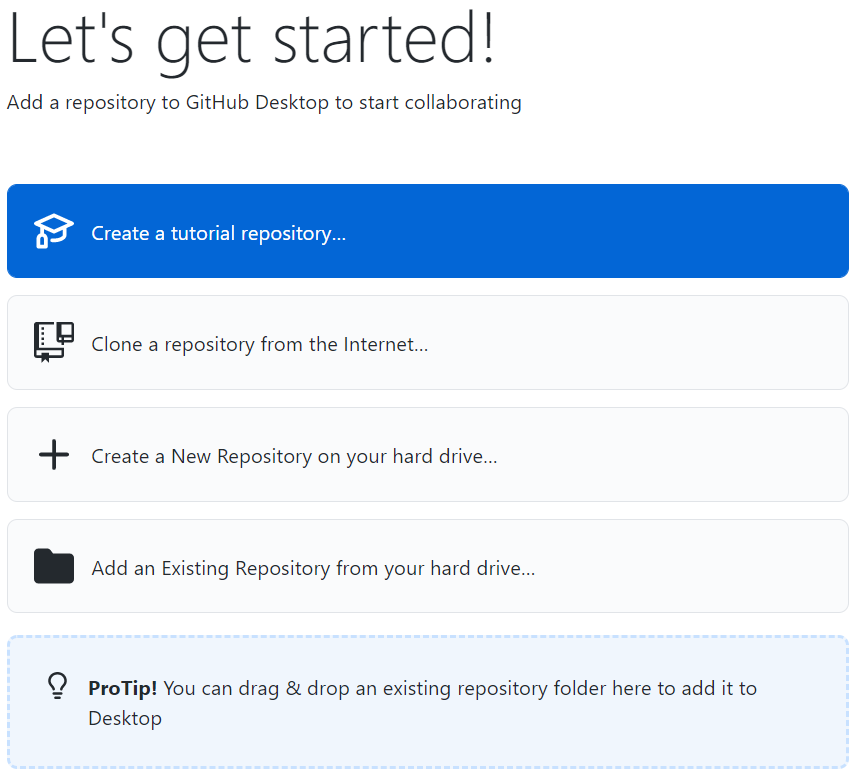 Let's get started!
Add a repository to GitHub Desktop to start collaborating
Create a tutorial repository...
Clone a repository from the Internet...
Create a New Repository on your hard drive...
Add an Existing Repository from your hard drive...
ProTip! You can drag & drop an existing repository folder here to add it to
Desktop